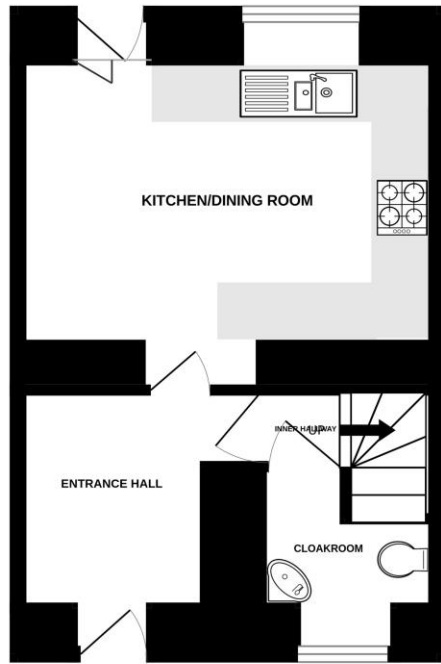 KITCHEN/DINING ROOM
INNER HALLWAY
UP
ENTRANCE HALL
CLOAKROOM